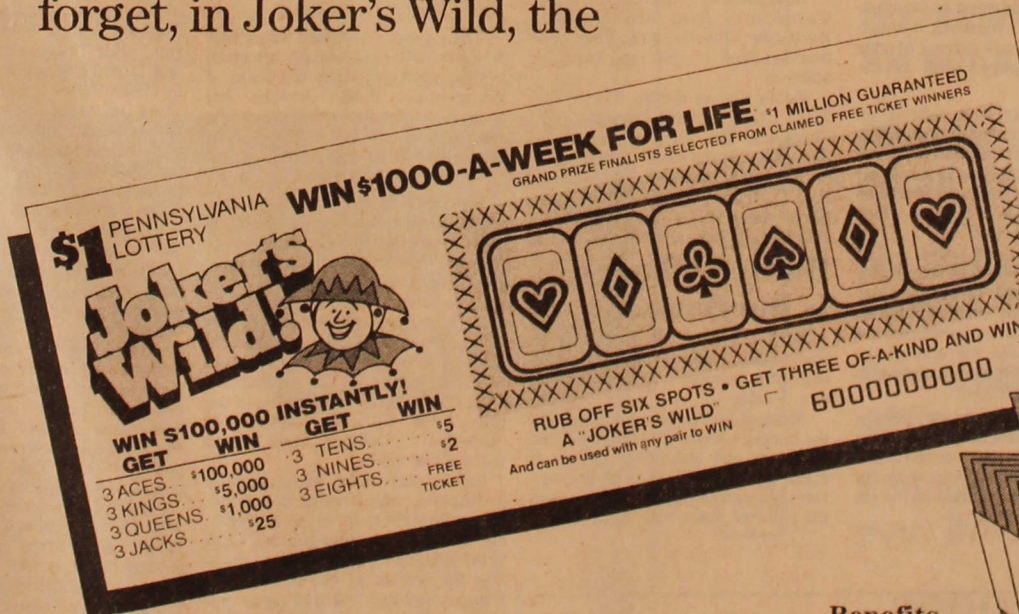 forget, in Joker's Wild, the
WIN $1000-A-WEEK FOR LIFE $1 MILLION GUARANTEED
GRAND PRIZE FINALISTS SELECTED FROM CLAIMED FREE TICKET WINNERS
$1 PENNSYLVANIA
LOTTERY
Joker's
Wild!
WIN $100,000 INSTANTLY!
GET WIN
3 ACES.. $100,000
3 KINGS... $5,000
3 QUEENS. $1,000
3 JACKS...... $25
GET WIN
3 TENS........ $5
3 NINES....... $2
3 EIGHTS.... FREE
TICKET
RUB OFF SIX SPOTS • GET THREE OF-A-KIND AND WIN
A "JOKER'S WILD"
And can be used with any pair to WIN
6000000000
Benefits